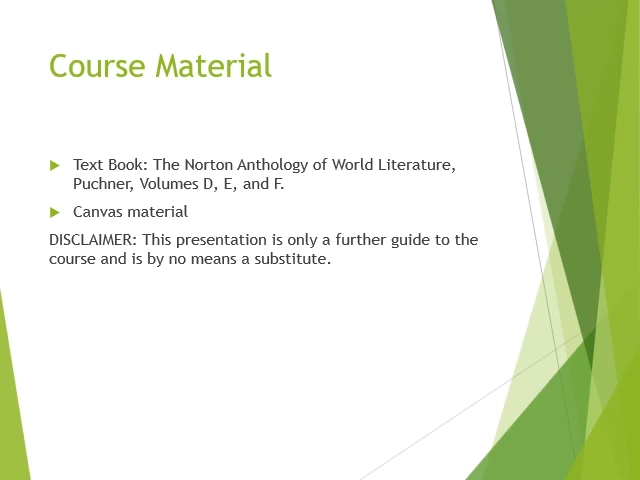 Course Material
Text Book: The Norton Anthology of World Literature,
Puchner, Volumes D, E, and F.
Canvas material
DISCLAIMER: This presentation is only a further guide to the
course and is by no means a substitute.